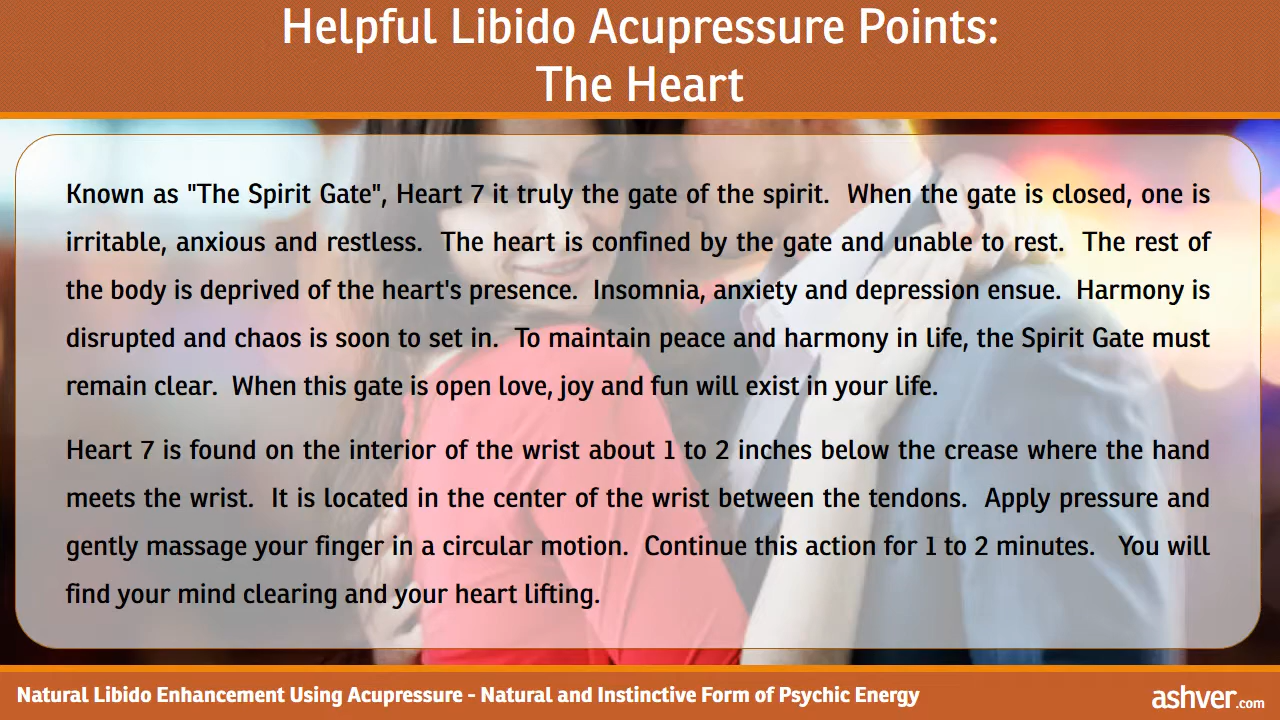 Helpful Libido Acupressure Points:
The Heart
Known as "The Spirit Gate", Heart 7 it truly the gate of the spirit.  When the gate is closed, one is
irritable, anxious and restless.  The heart is confined by the gate and unable to rest.  The rest of
the body is deprived of the heart's presence.  Insomnia, anxiety and depression ensue.  Harmony is
disrupted and chaos is soon to set in.  To maintain peace and harmony in life, the Spirit Gate must
remain clear.  When this gate is open love, joy and fun will exist in your life.
Heart 7 is found on the interior of the wrist about 1 to 2 inches below the crease where the hand
meets the wrist.  It is located in the center of the wrist between the tendons.  Apply pressure and
gently massage your finger in a circular motion.  Continue this action for 1 to 2 minutes.   You will
find your mind clearing and your heart lifting.
Natural Libido Enhancement Using Acupressure - Natural and Instinctive Form of Psychic Energy
ashver.com